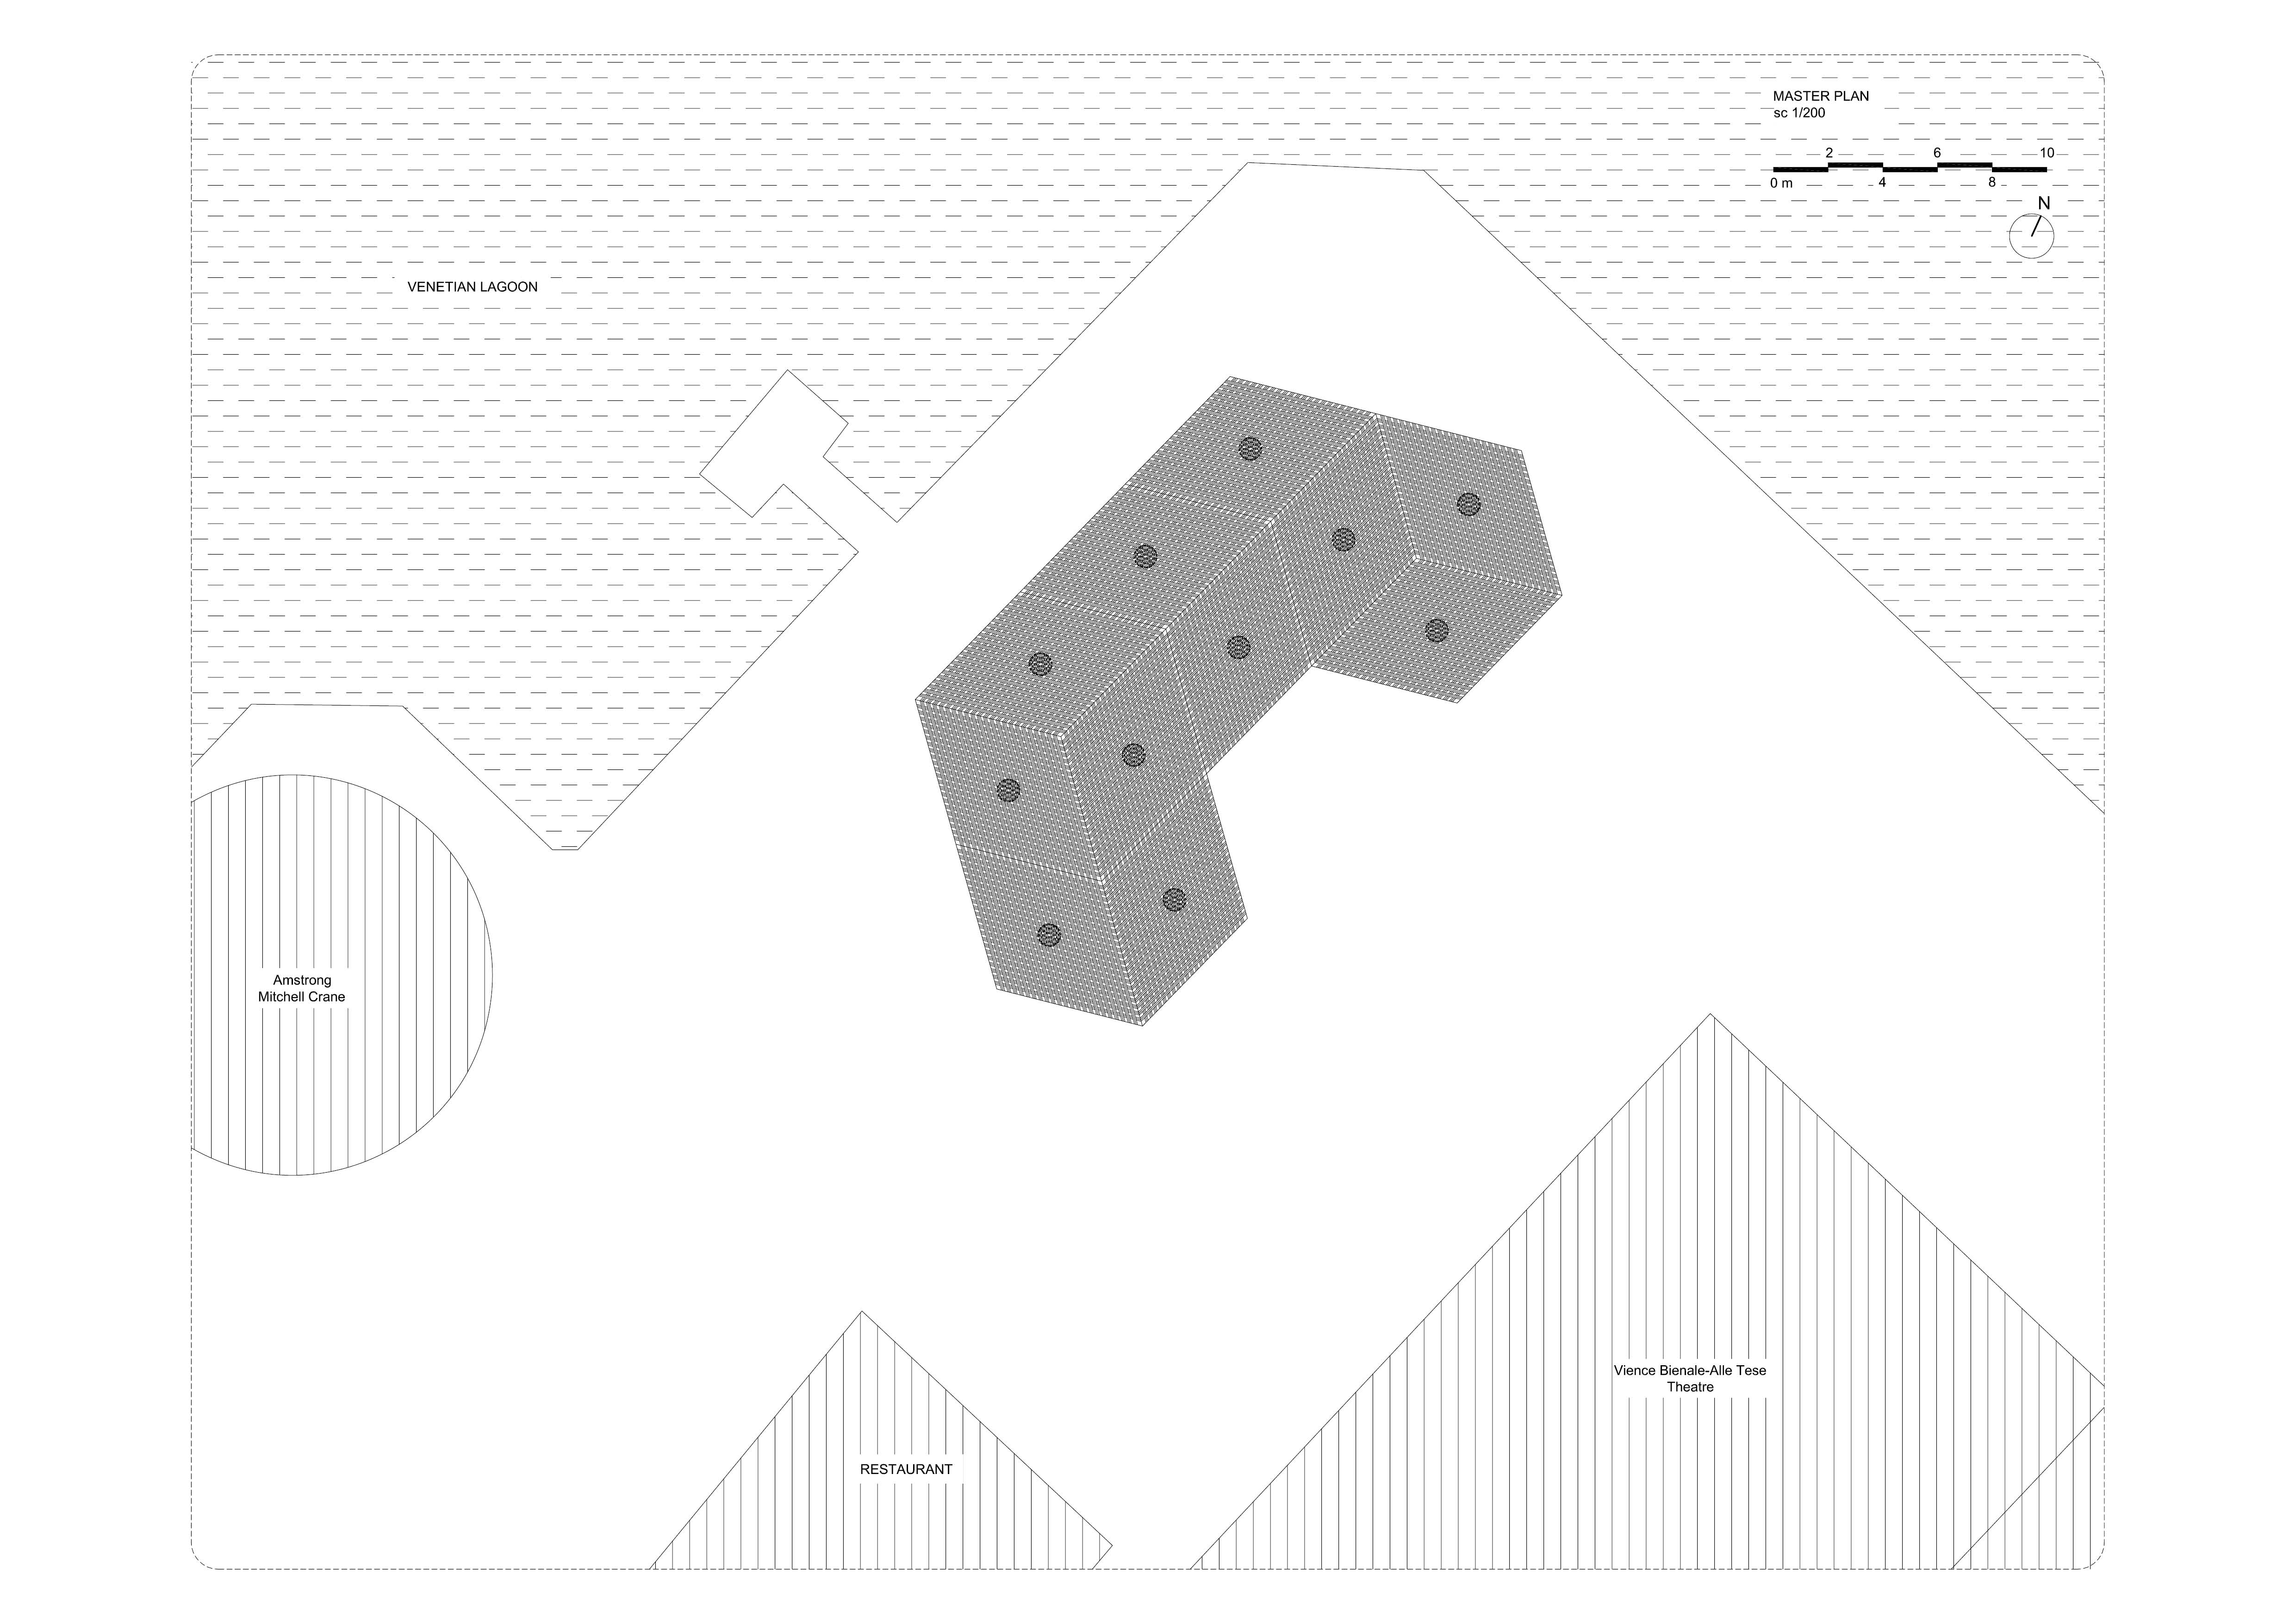 MASTER PLAN
sc 1/200
2 6 10
0 m 4 8
N
VENETIAN LAGOON
Amstrong
Mitchell Crane
Vience Bienale-Alle Tese
Theatre
RESTAURANT